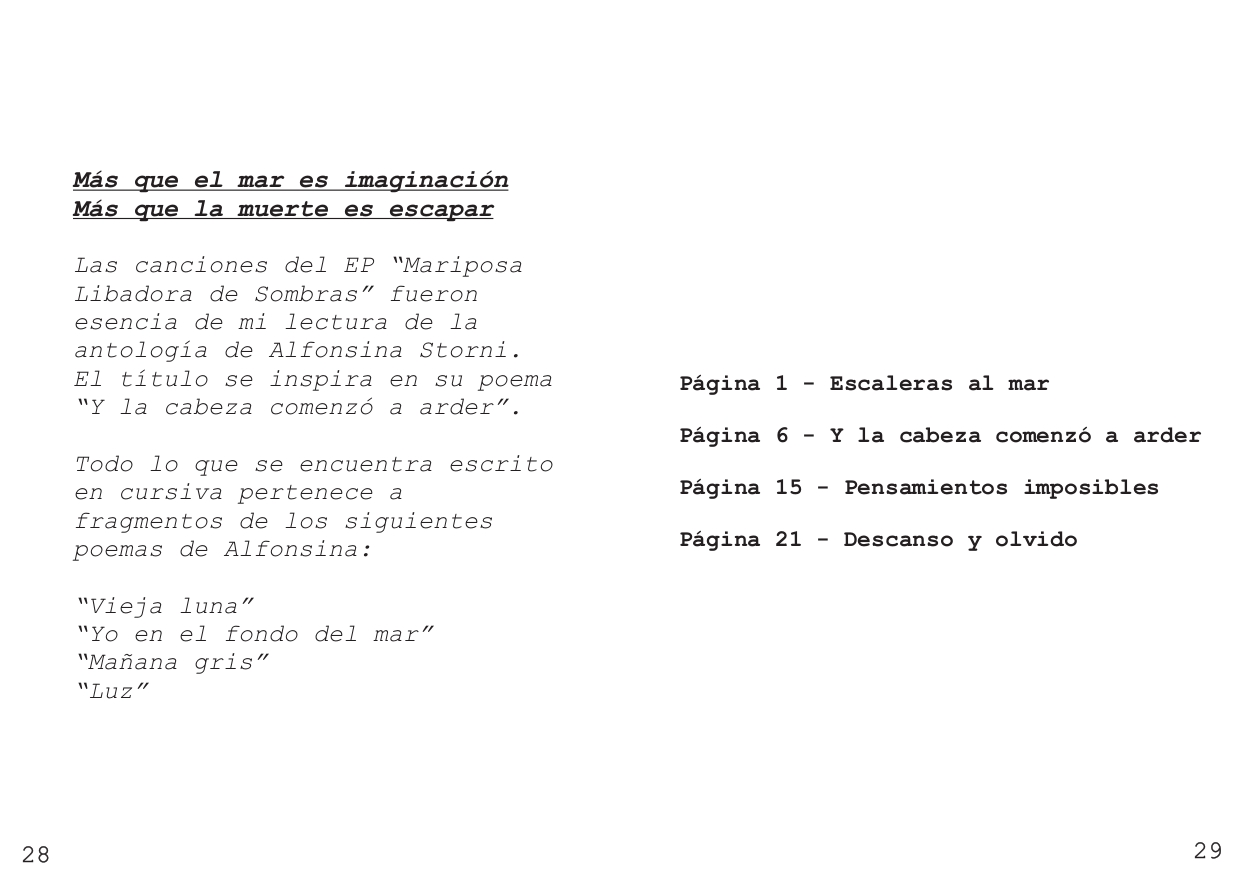 Más que el mar es imaginación
Más que la muerte es escapar
Las canciones del EP “Mariposa
Libadora de Sombras” fueron
esencia de mi lectura de la
antología de Alfonsina Storni.
El título se inspira en su poema
“Y la cabeza comenzó a arder”.
Todo lo que se encuentra escrito
en cursiva pertenece a
fragmentos de los siguientes
poemas de Alfonsina:
“Vieja luna”
“Yo en el fondo del mar”
“Mañana gris”
“Luz”
28
Página 1 - Escaleras al mar
Página 6 - Y la cabeza comenzó a arder
Página 15 - Pensamientos imposibles
Página 21 - Descanso y olvido
29